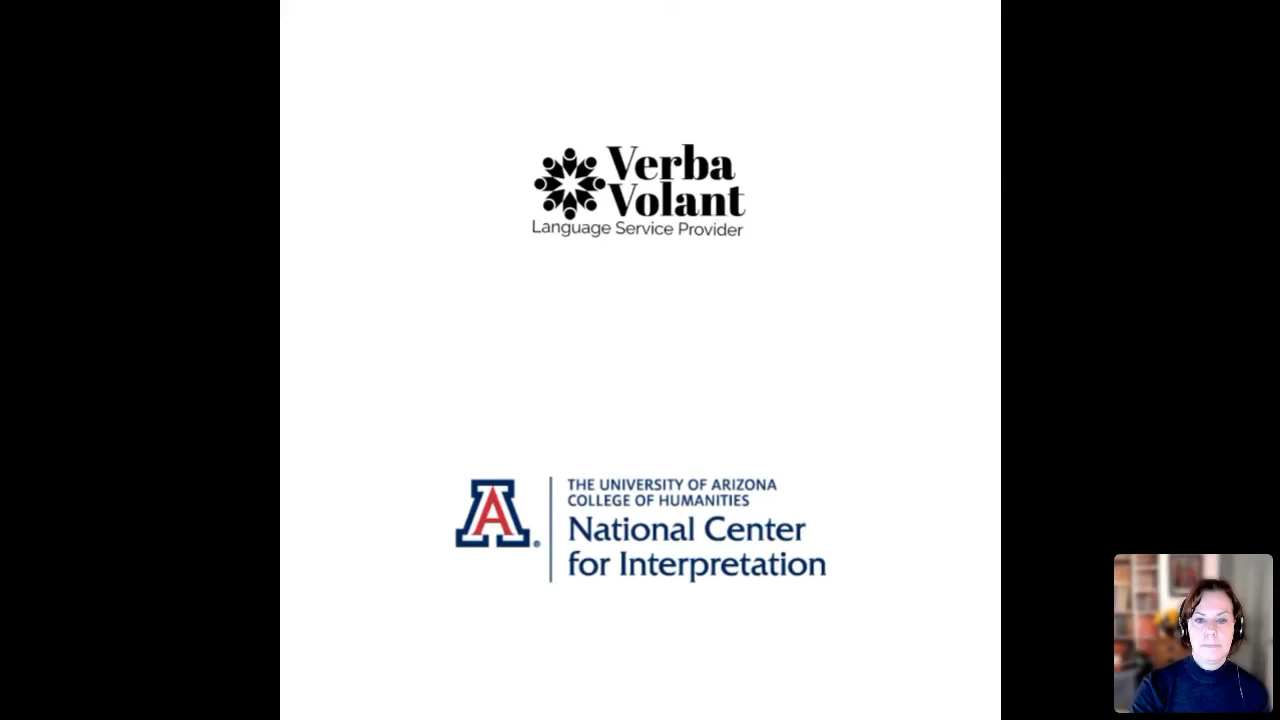 Verba
Volant
Language Service Provider
A®
THE UNIVERSITY OF ARIZONA
COLLEGE OF HUMANITIES
National Center
for Interpretation